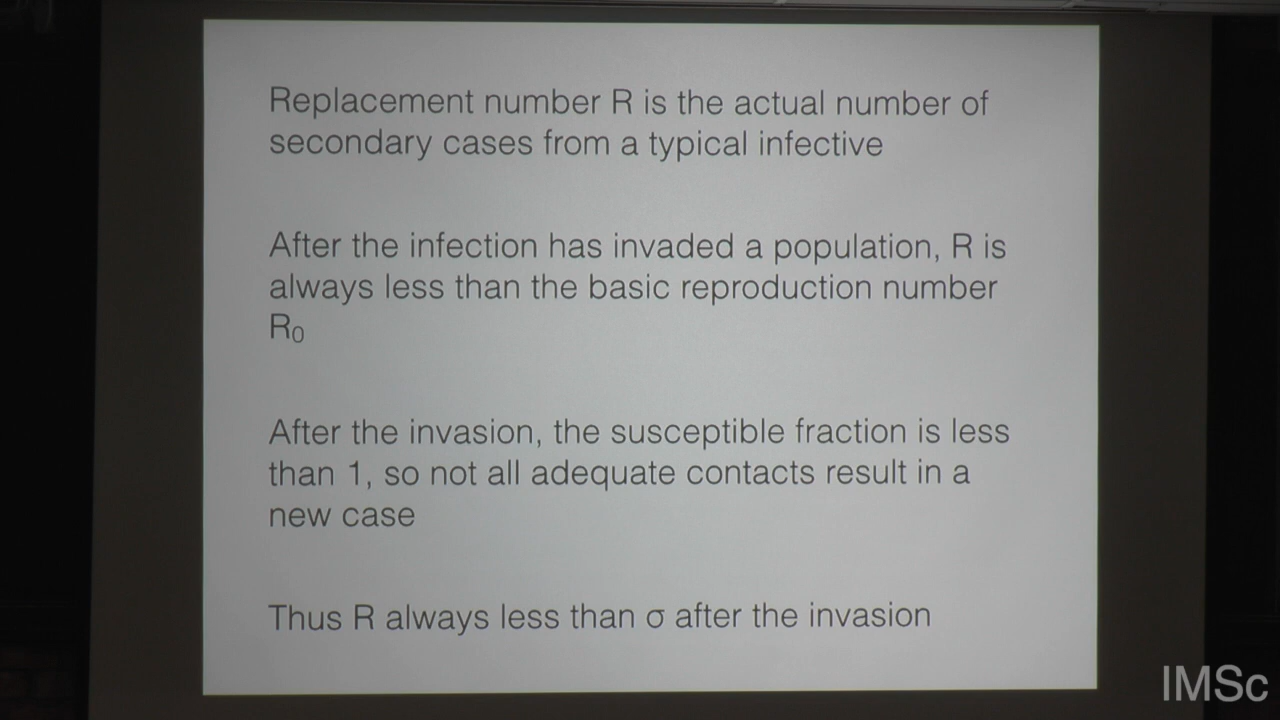 Replacement number R is the actual number of
secondary cases from a typical infective
After the infection has invaded a population, R is
always less than the basic reproduction number
R₀
After the invasion, the susceptible fraction is less
than 1, so not all adequate contacts result in a
new case
Thus R always less than σ after the invasion
IMSc